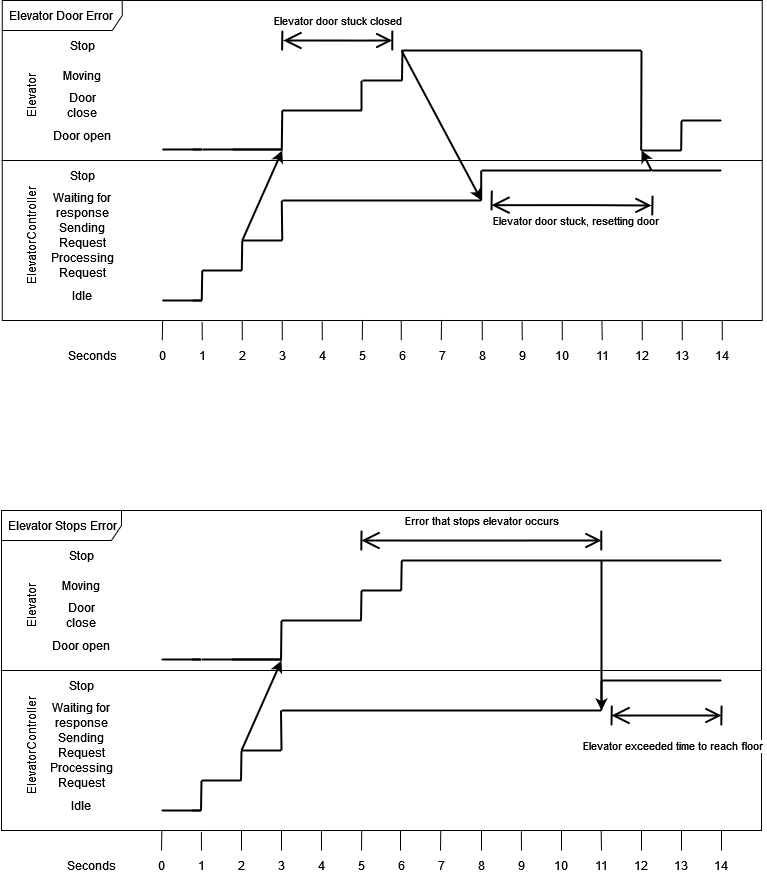 Elevator Door Error
Elevator door stuck closed
Elevator
Stop
Moving
Door
close
Door open
ElevatorController
Stop
Waiting for
response
Sending
Request
Processing
Request
Idle
Elevator door stuck, resetting door
Seconds 0 1 2 3 4 5 6 7 8 9 10 11 12 13 14
Elevator Stops Error
Error that stops elevator occurs
Elevator
Stop
Moving
Door
close
Door open
ElevatorController
Stop
Waiting for
response
Sending
Request
Processing
Request
Idle
Elevator exceeded time to reach floor
Seconds 0 1 2 3 4 5 6 7 8 9 10 11 12 13 14